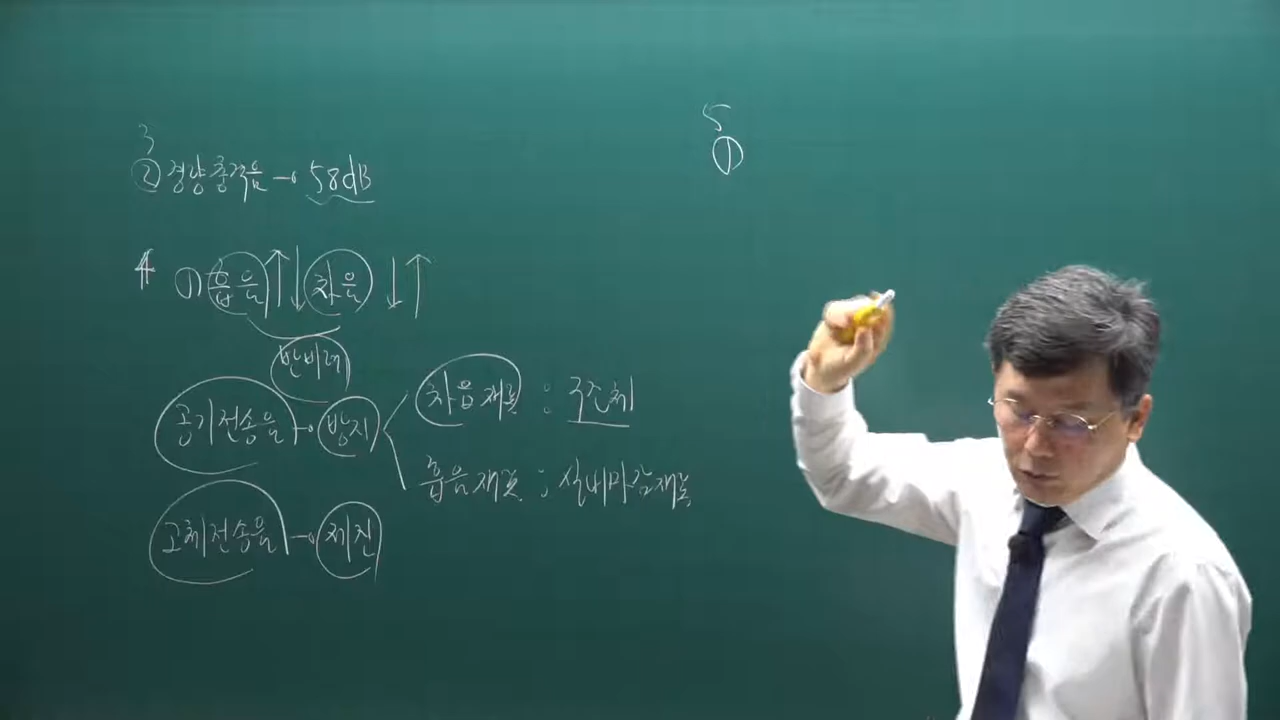 3
② 경량충격음 → 58dB
4 ① 흡음 ↑↓ 차음 ↓↑
반비례
공기전송음 → 방지
차음재료 : 구조체
흡음재료 : 실내마감재료
고체전송음 → 제진
5
①